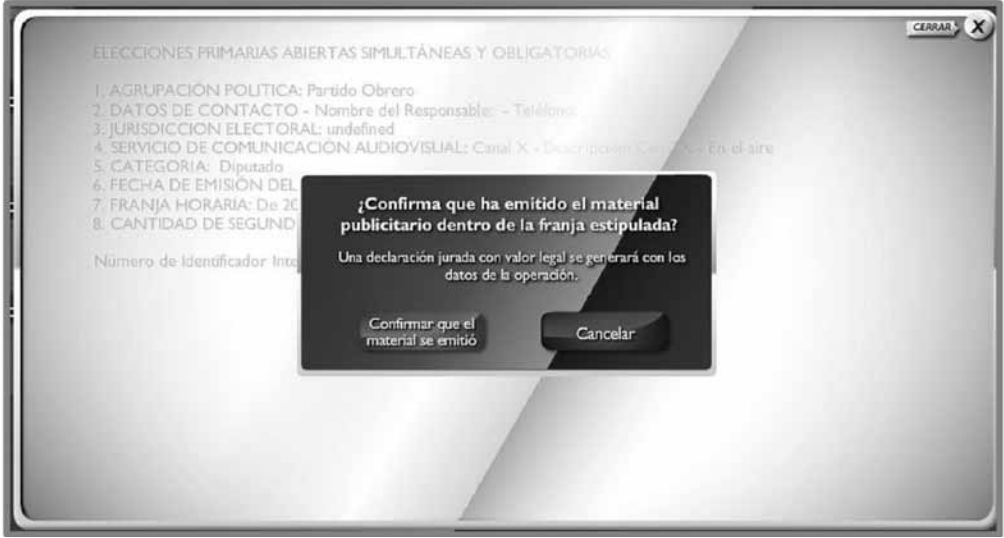 CERRAR X
ELECCIONES PRIMARIAS ABIERTAS SIMULTÁNEAS Y OBLIGATORIAS
1. AGRUPACIÓN POLITICA: Partido Obrero
2. DATOS DE CONTACTO - Nombre del Responsable: - Teléfono:
3. JURISDICCION ELECTORAL: undefined
4. SERVICIO DE COMUNICACIÓN AUDIOVISUAL: Canal X - Descripción - En el aire
5. CATEGORIA: Diputado
6. FECHA DE EMISIÓN DEL
7. FRANJA HORARIA: De 20
8. CANTIDAD DE SEGUND
Número de Identificador Inte
¿Confirma que ha emitido el material
publicitario dentro de la franja estipulada?
Una declaración jurada con valor legal se generará con los
datos de la operación.
Confirmar que el
material se emitió
Cancelar